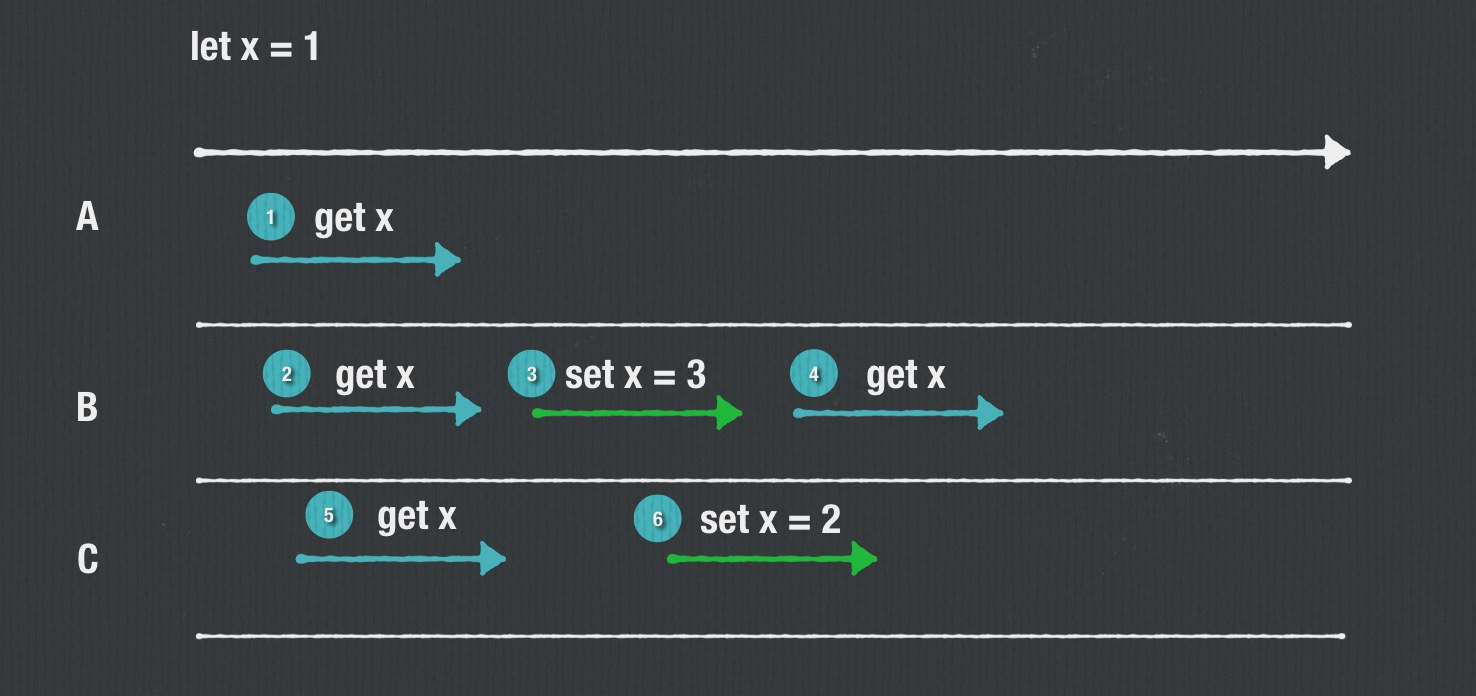 let x = 1
A
1 get x
B
2 get x 3 set x = 3 4 get x
C
5 get x 6 set x = 2